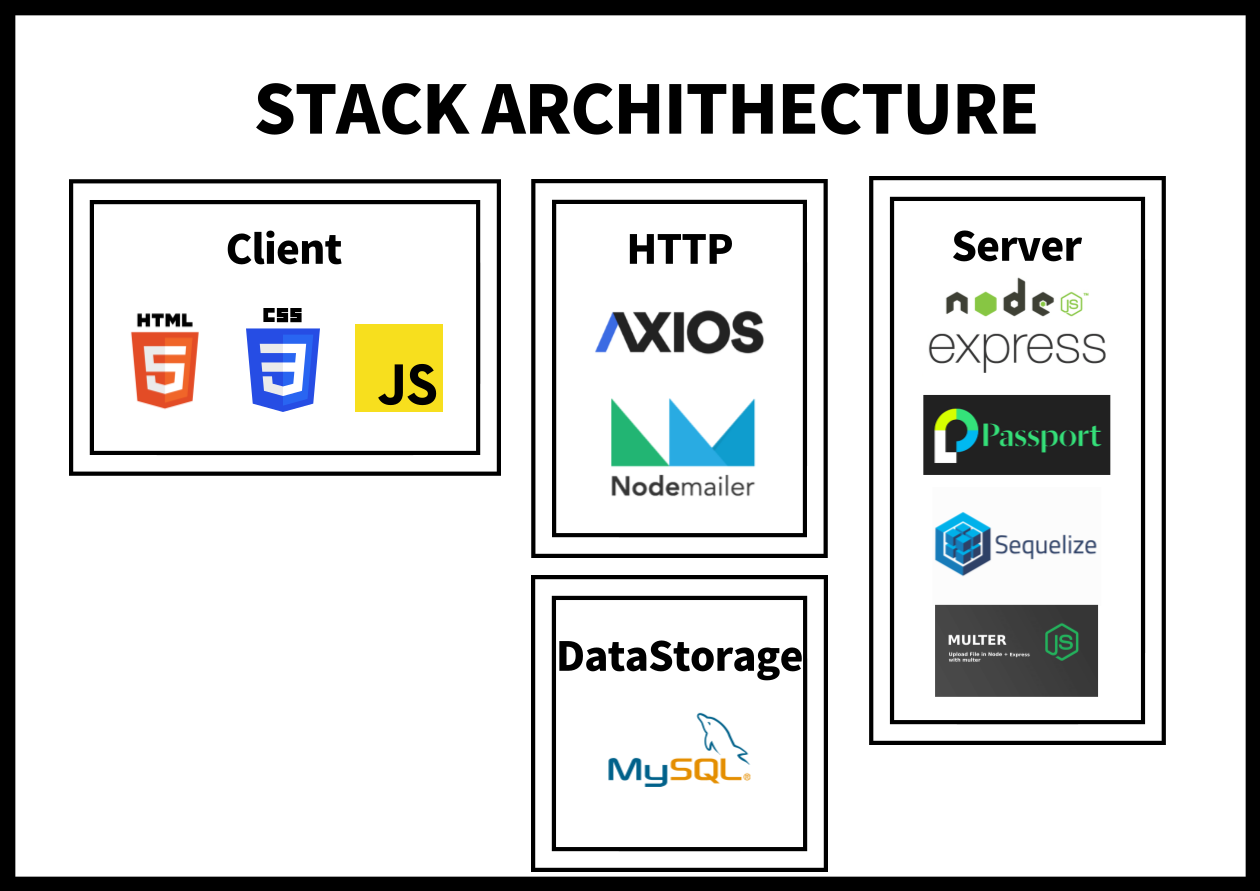 STACK ARCHITHECTURE
Client
HTML
5
CSS
3
JS
HTTP
AXIOS
Nodemailer
DataStorage
MySQL®
Server
node JS™
express
Passport
Sequelize
MULTER
Upload File in Node + Express
with multer
JS